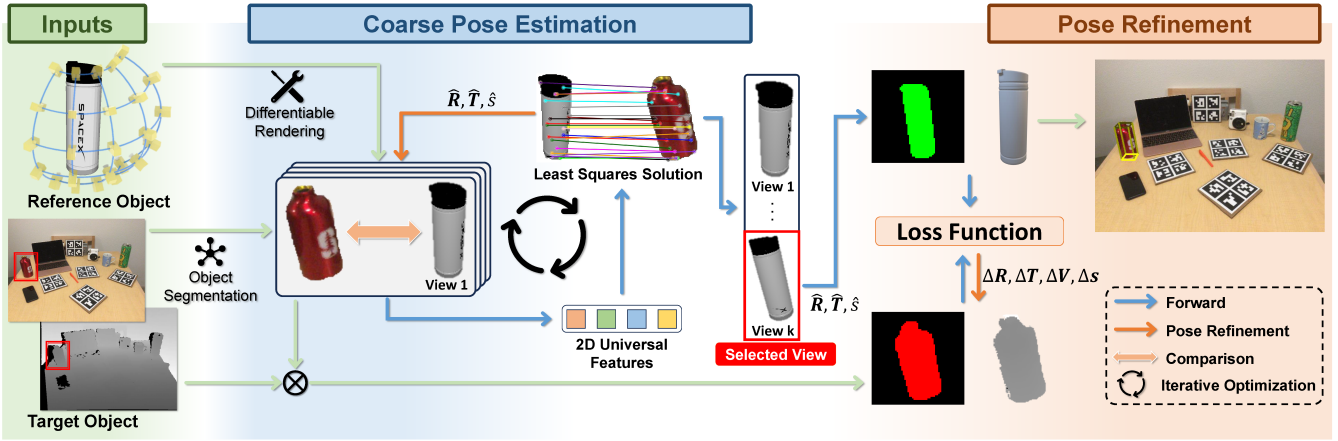 Inputs
Coarse Pose Estimation
Pose Refinement
SPACEX
Reference Object
Differentiable
Rendering
R̂, T̂, ŝ
Least Squares Solution
View 1
Object
Segmentation
S
View 1
2D Universal
Features
Target Object
View 1
View k
Selected View
R̂, T̂, ŝ
Loss Function
ΔR, ΔT, ΔV, Δs
Forward
Pose Refinement
Comparison
Iterative Optimization